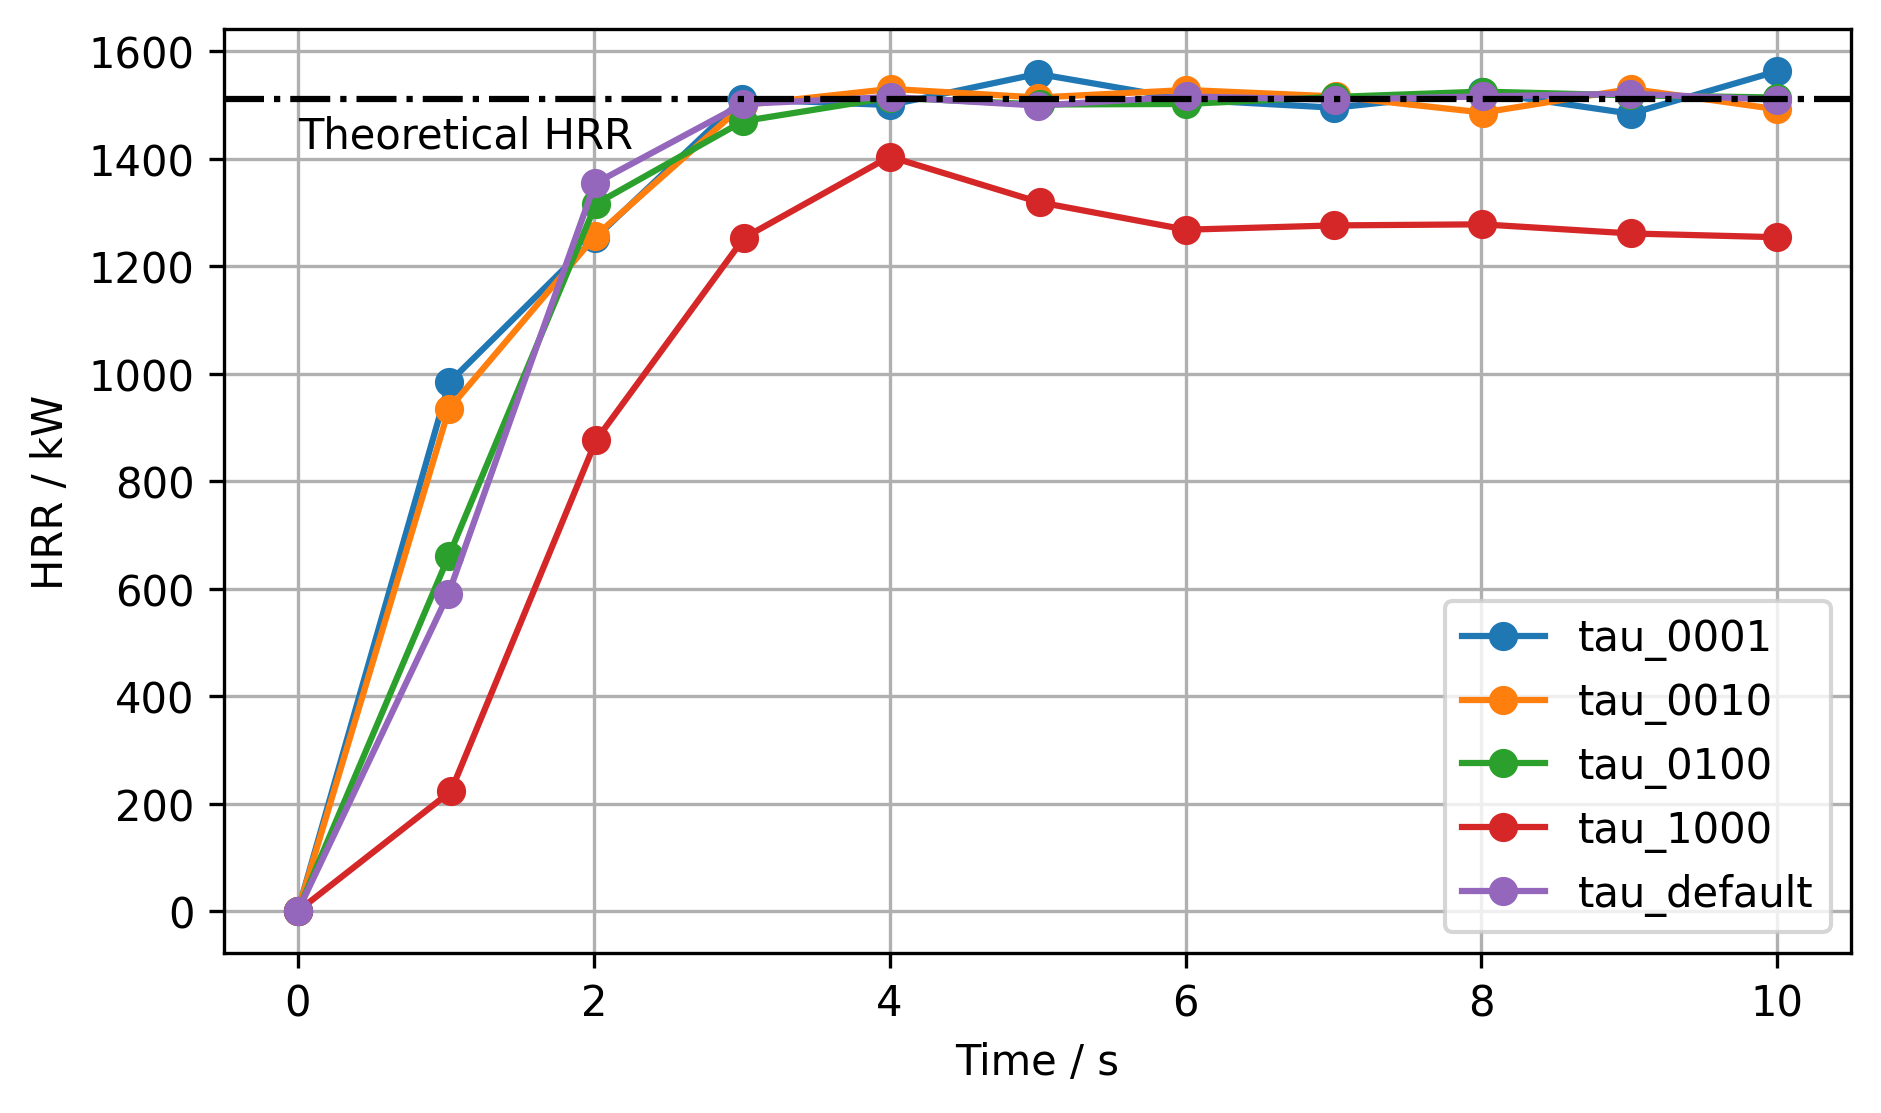 1600
1400
1200
1000
800
600
400
200
0
HRR / kW
Theoretical HRR
tau_0001
tau_0010
tau_0100
tau_1000
tau_default
0 2 4 6 8 10
Time / s